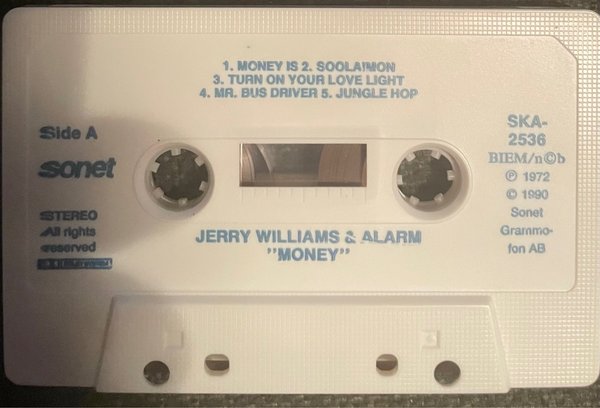 1. MONEY IS 2. SOOLAIMON
3. TURN ON YOUR LOVE LIGHT
4. MR. BUS DRIVER 5. JUNGLE HOP
Side A
sonet
STEREO
All rights
reserved
SKA-
2536
BIEM/n©b
℗ 1972
© 1990
Sonet
Grammo-
fon AB
JERRY WILLIAMS & ALARM
"MONEY"